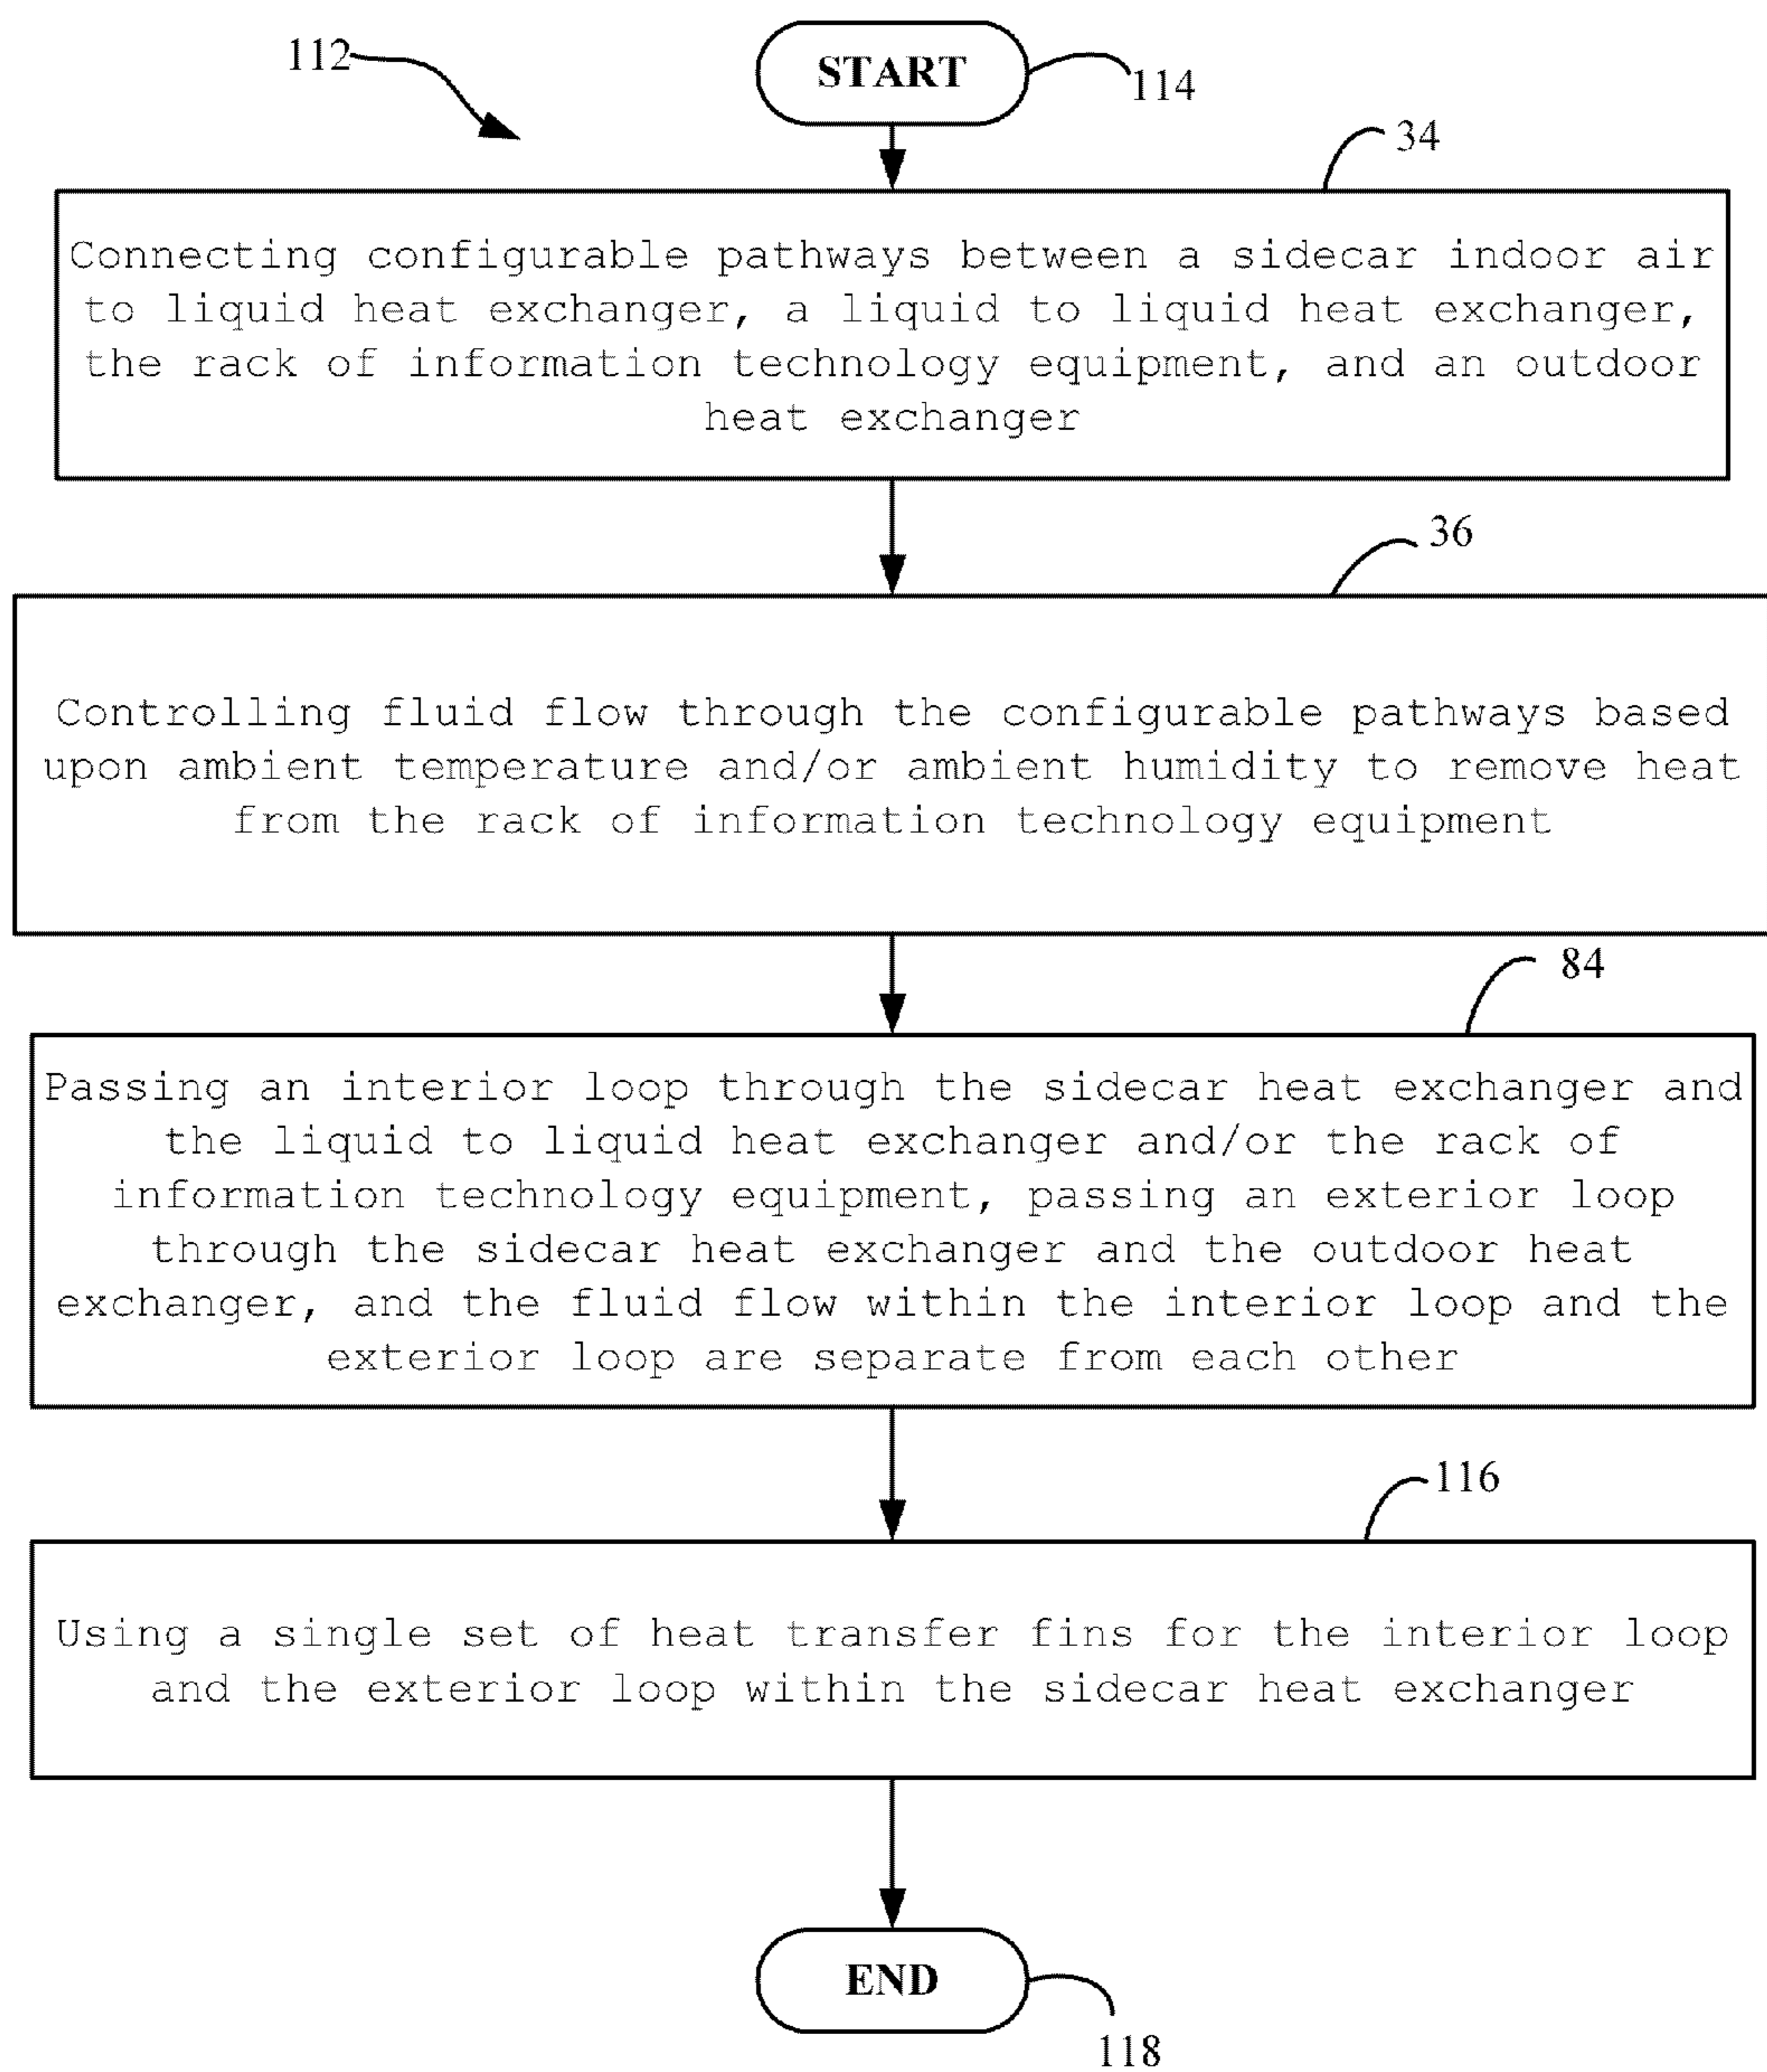 112
START
114
34
Connecting configurable pathways between a sidecar indoor air
to liquid heat exchanger, a liquid to liquid heat exchanger,
the rack of information technology equipment, and an outdoor
heat exchanger
36
Controlling fluid flow through the configurable pathways based
upon ambient temperature and/or ambient humidity to remove heat
from the rack of information technology equipment
84
Passing an interior loop through the sidecar heat exchanger and
the liquid to liquid heat exchanger and/or the rack of
information technology equipment, passing an exterior loop
through the sidecar heat exchanger and the outdoor heat
exchanger, and the fluid flow within the interior loop and the
exterior loop are separate from each other
116
Using a single set of heat transfer fins for the interior loop
and the exterior loop within the sidecar heat exchanger
END
118